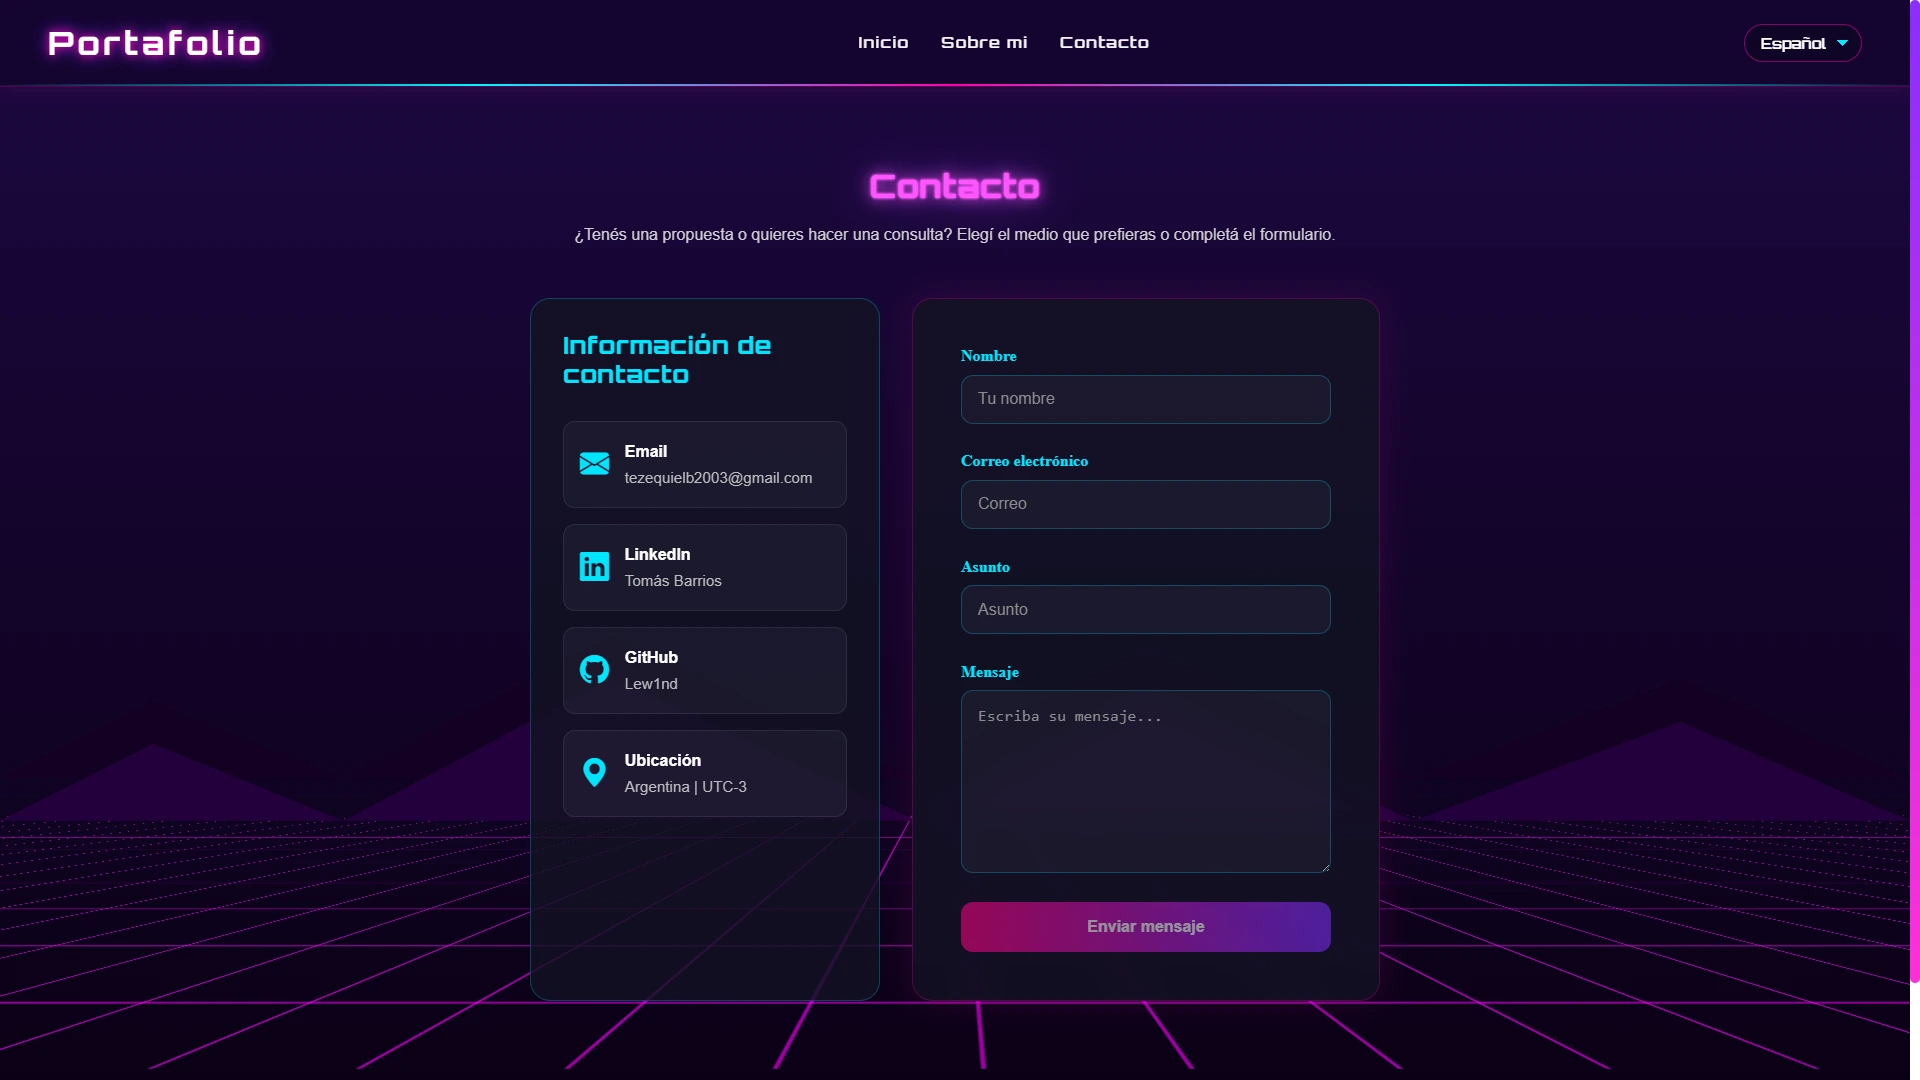 Portafolio
Inicio
Sobre mi
Contacto
Español
Contacto
¿Tenés una propuesta o quieres hacer una consulta? Elegí el medio que prefieras o completá el formulario.
Información de
contacto
Email
tezequielb2003@gmail.com
LinkedIn
Tomás Barrios
GitHub
Lew1nd
Ubicación
Argentina | UTC-3
Nombre
Tu nombre
Correo electrónico
Correo
Asunto
Asunto
Mensaje
Escriba su mensaje...
Enviar mensaje